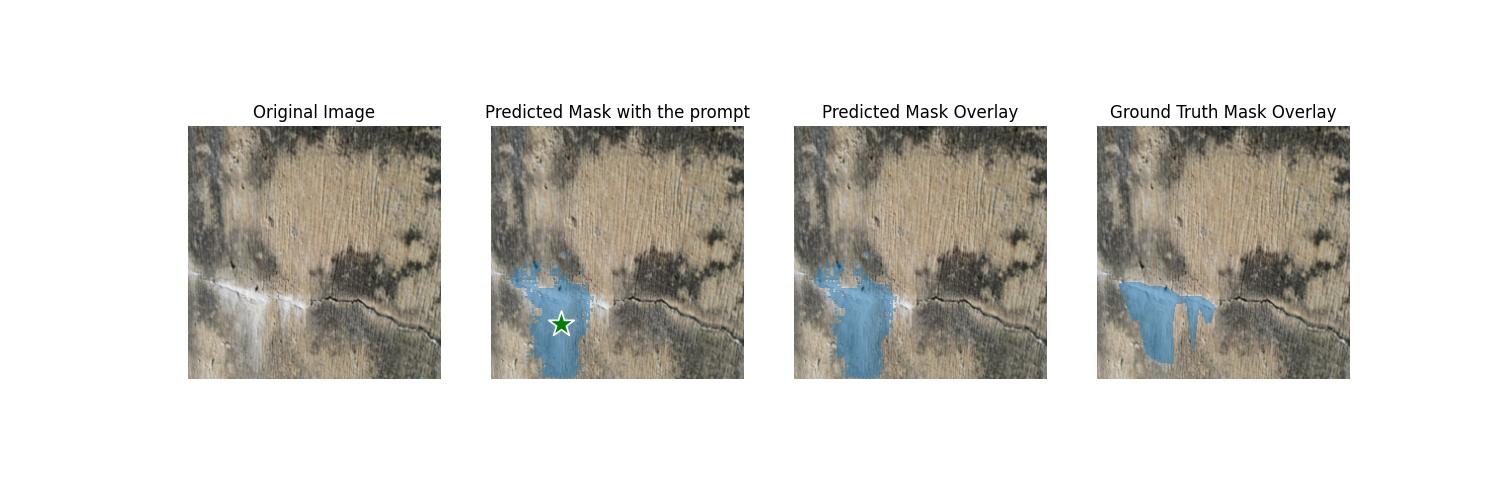 Original Image
Predicted Mask with the prompt
Predicted Mask Overlay
Ground Truth Mask Overlay